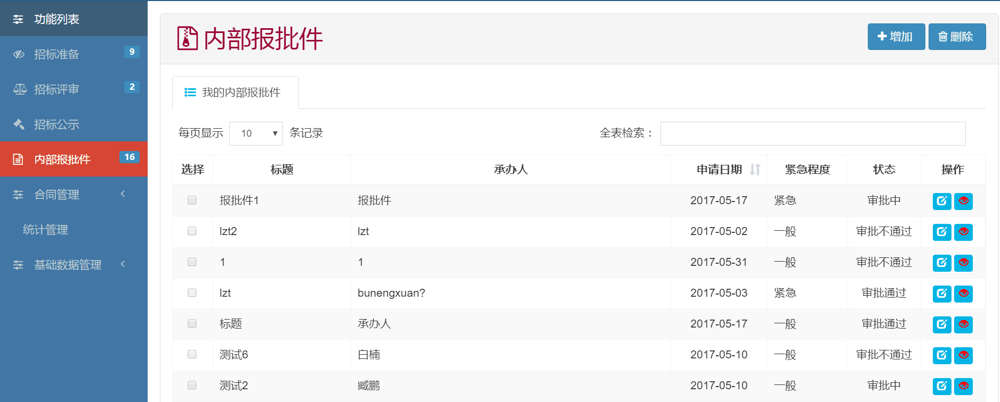 功能列表
招标准备 9
招标评审 2
招标公示
内部报批件 16
合同管理
统计管理
基础数据管理
内部报批件
增加 删除
我的内部报批件
每页显示 10 条记录 全表检索：
选择 标题 承办人 申请日期 紧急程度 状态 操作
报批件1 报批件 2017-05-17 紧急 审批中
lzt2 lzt 2017-05-02 一般 审批不通过
1 1 2017-05-31 一般 审批不通过
lzt bunengxuan? 2017-05-03 紧急 审批通过
标题 承办人 2017-05-17 一般 审批通过
测试6 白楠 2017-05-10 一般 审批不通过
测试2 臧鹏 2017-05-10 一般 审批中